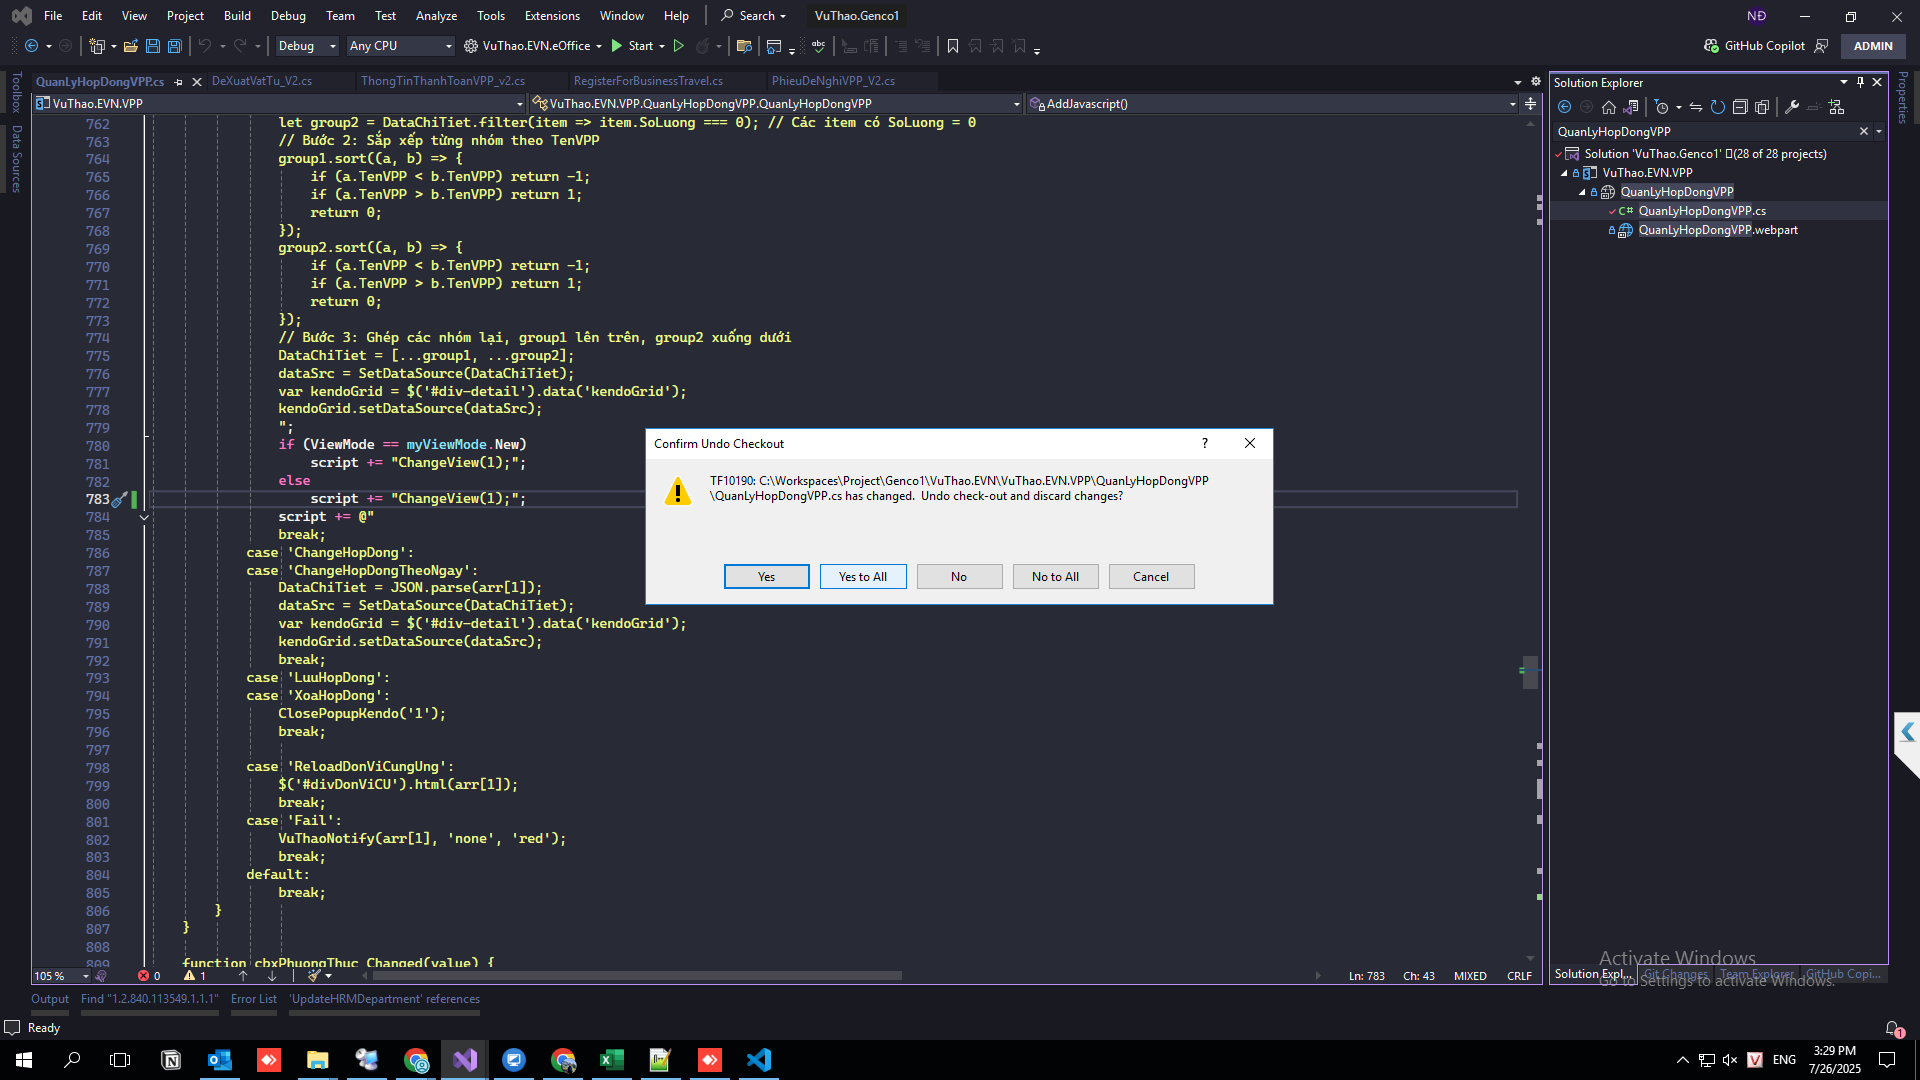 File Edit View Project Build Debug Team Test Analyze Tools Extensions Window Help Search VuThao.Genco1 NĐ
Debug Any CPU VuThao.EVN.eOffice Start GitHub Copilot ADMIN
QuanLyHopDongVPP.cs DeXuatVatTu_V2.cs ThongTinThanhToanVPP_v2.cs RegisterForBusinessTravel.cs PhieuDeNghiVPP_V2.cs
VuThao.EVN.VPP VuThao.EVN.VPP.QuanLyHopDongVPP.QuanLyHopDongVPP AddJavascript()
Toolbox
Data Sources
762 let group2 = DataChiTiet.filter(item => item.SoLuong === 0); // Các item có SoLuong = 0
763 // Bước 2: Sắp xếp từng nhóm theo TenVPP
764 group1.sort((a, b) => {
765 if (a.TenVPP < b.TenVPP) return -1;
766 if (a.TenVPP > b.TenVPP) return 1;
767 return 0;
768 });
769 group2.sort((a, b) => {
770 if (a.TenVPP < b.TenVPP) return -1;
771 if (a.TenVPP > b.TenVPP) return 1;
772 return 0;
773 });
774 // Bước 3: Ghép các nhóm lại, group1 lên trên, group2 xuống dưới
775 DataChiTiet = [...group1, ...group2];
776 dataSrc = SetDataSource(DataChiTiet);
777 var kendoGrid = $('#div-detail').data('kendoGrid');
778 kendoGrid.setDataSource(dataSrc);
779 ";
780 if (ViewMode == myViewMode.New)
781 script += "ChangeView(1);";
782 else
783 script += "ChangeView(1);";
784 script += @"
785 break;
786 case 'ChangeHopDong':
787 case 'ChangeHopDongTheoNgay':
788 DataChiTiet = JSON.parse(arr[1]);
789 dataSrc = SetDataSource(DataChiTiet);
790 var kendoGrid = $('#div-detail').data('kendoGrid');
791 kendoGrid.setDataSource(dataSrc);
792 break;
793 case 'LuuHopDong':
794 case 'XoaHopDong':
795 ClosePopupKendo('1');
796 break;
797
798 case 'ReloadDonViCungUng':
799 $('#divDonViCU').html(arr[1]);
800 break;
801 case 'Fail':
802 VuThaoNotify(arr[1], 'none', 'red');
803 break;
804 default:
805 break;
806 }
807 }
808
809 function cbxPhuongThuc_Changed(value) {
105 % 0 1 Ln: 783 Ch: 43 MIXED CRLF
Confirm Undo Checkout ?
TF10190: C:\Workspaces\Project\Genco1\VuThao.EVN\VuThao.EVN.VPP\QuanLyHopDongVPP
\QuanLyHopDongVPP.cs has changed. Undo check-out and discard changes?
Yes Yes to All No No to All Cancel
Solution Explorer
QuanLyHopDongVPP
Solution 'VuThao.Genco1' (28 of 28 projects)
VuThao.EVN.VPP
QuanLyHopDongVPP
C# QuanLyHopDongVPP.cs
QuanLyHopDongVPP.webpart
Properties
Solution Expl... Git Changes Team Explorer GitHub Copi...
Activate Windows
Go to Settings to activate Windows.
Output Find "1.2.840.113549.1.1.1" Error List 'UpdateHRMDepartment' references
Ready 1
V ENG 3:29 PM
7/26/2025